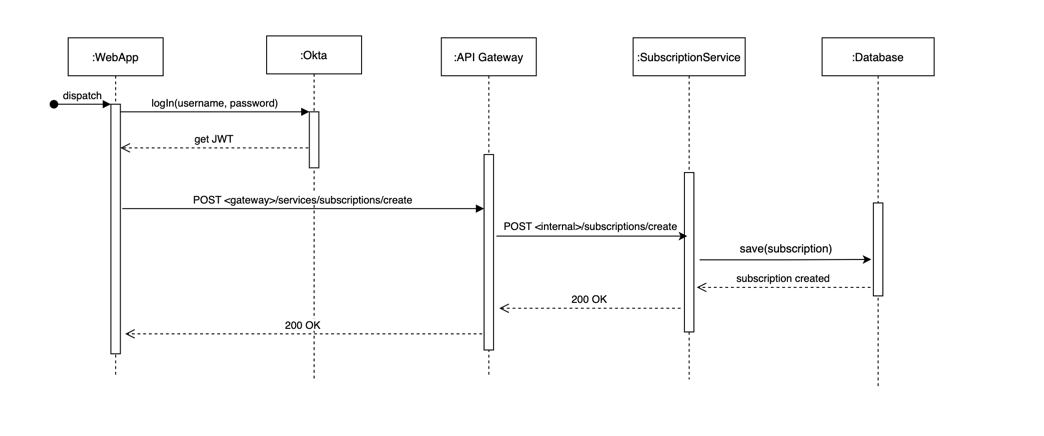 :WebApp
:Okta
:API Gateway
:SubscriptionService
:Database
dispatch
logIn(username, password)
get JWT
POST <gateway>/services/subscriptions/create
POST <internal>/subscriptions/create
save(subscription)
subscription created
200 OK
200 OK